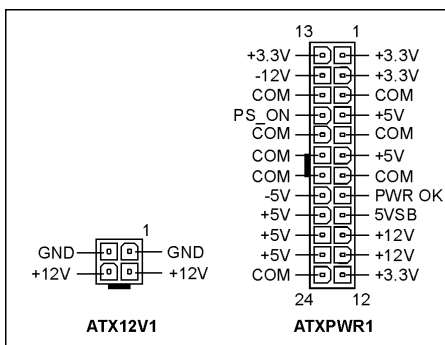 13 1
+3.3V +3.3V
-12V +3.3V
COM COM
PS_ON +5V
COM COM
COM +5V
COM COM
-5V PWR OK
+5V 5VSB
+5V +12V
+5V +12V
COM +3.3V
24 12
ATXPWR1
1
GND GND
+12V +12V
ATX12V1